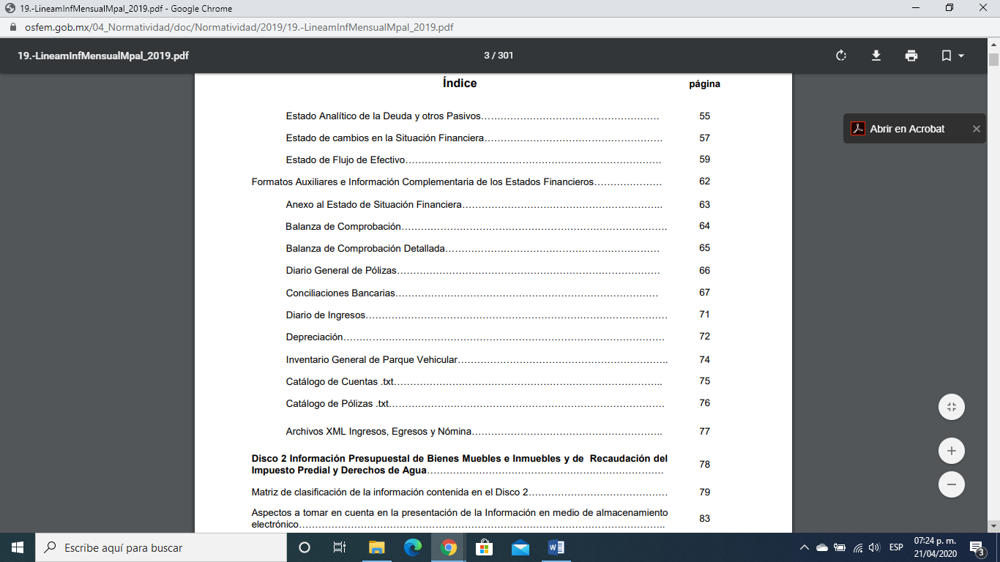 19.-LineamInfMensualMpal_2019.pdf - Google Chrome
osfem.gob.mx/04_Normatividad/doc/Normatividad/2019/19.-LineamInfMensualMpal_2019.pdf
19.-LineamInfMensualMpal_2019.pdf 3 / 301
Índice página
Estado Analítico de la Deuda y otros Pasivos……………………………………………… 55
Abrir en Acrobat
Estado de cambios en la Situación Financiera……………………………………………. 57
Estado de Flujo de Efectivo……………………………………………………………………. 59
Formatos Auxiliares e Información Complementaria de los Estados Financieros………………… 62
Anexo al Estado de Situación Financiera…………………………………………………….. 63
Balanza de Comprobación………………………………………………………………………. 64
Balanza de Comprobación Detallada………………………………………………………… 65
Diario General de Pólizas……………………………………………………………………… 66
Conciliaciones Bancarias……………………………………………………………………… 67
Diario de Ingresos………………………………………………………………………………… 71
Depreciación……………………………………………………………………………………… 72
Inventario General de Parque Vehicular……………………………………………………….. 74
Catálogo de Cuentas .txt……………………………………………………………………….. 75
Catálogo de Pólizas .txt…………………………………………………………………………. 76
Archivos XML Ingresos, Egresos y Nómina………………………………………………….. 77
Disco 2 Información Presupuestal de Bienes Muebles e Inmuebles y de Recaudación del
Impuesto Predial y Derechos de Agua……………………………………………………………… 78
Matriz de clasificación de la información contenida en el Disco 2…………………………………… 79
Aspectos a tomar en cuenta en la presentación de la Información en medio de almacenamiento
electrónico……………………………………………………………………………………………….. 83
Escribe aquí para buscar
ESP
07:24 p. m.
21/04/2020
3